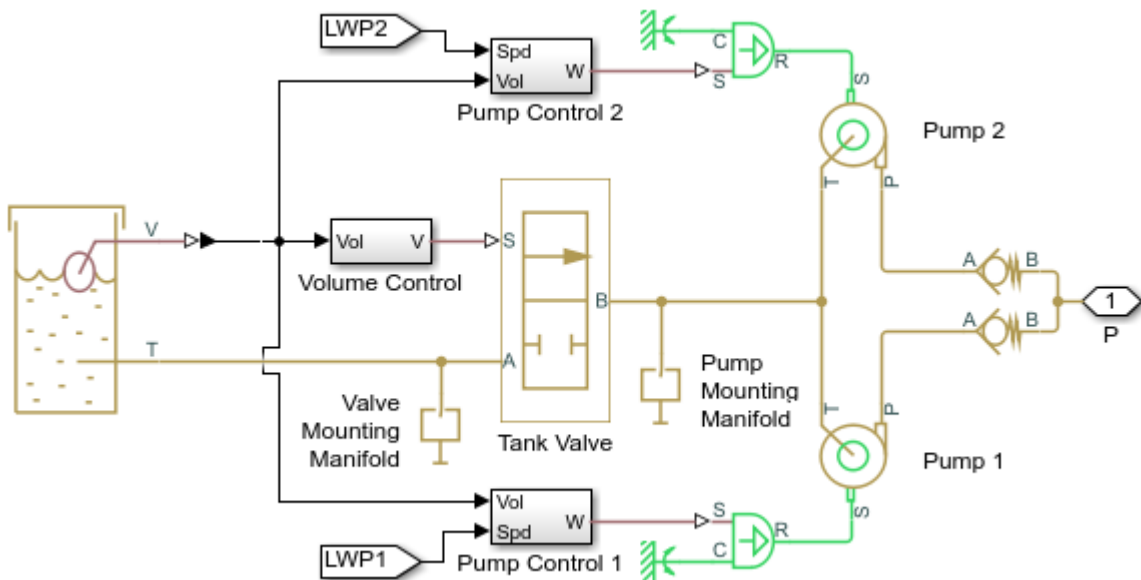 LWP2
Spd
Vol
W
Pump Control 2
C
S
R
S
Pump 2
T
P
V
Vol
V
Volume Control
S
B
A
A
B
1
P
A
B
T
Valve
Mounting
Manifold
Tank Valve
Pump
Mounting
Manifold
T
P
Pump 1
S
Vol
Spd
W
Pump Control 1
LWP1
S
C
R